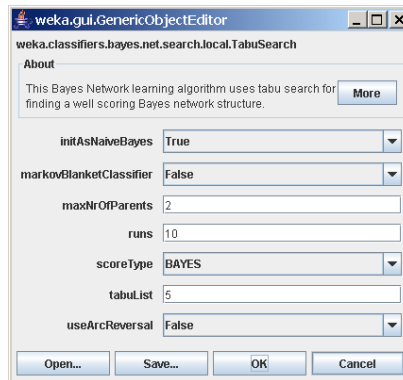 weka.gui.GenericObjectEditor
weka.classifiers.bayes.net.search.local.TabuSearch
About
This Bayes Network learning algorithm uses tabu search for
finding a well scoring Bayes network structure.
More
initAsNaiveBayes True
markovBlanketClassifier False
maxNrOfParents 2
runs 10
scoreType BAYES
tabuList 5
useArcReversal False
Open... Save... OK Cancel